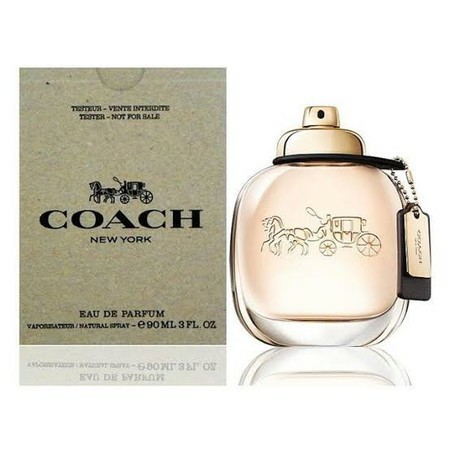 TESTEUR - VENTE INTERDITE
TESTER - NOT FOR SALE
COACH
NEW YORK
EAU DE PARFUM
VAPORISATEUR / NATURAL SPRAY - e 90 ML 3 FL. OZ
COACH